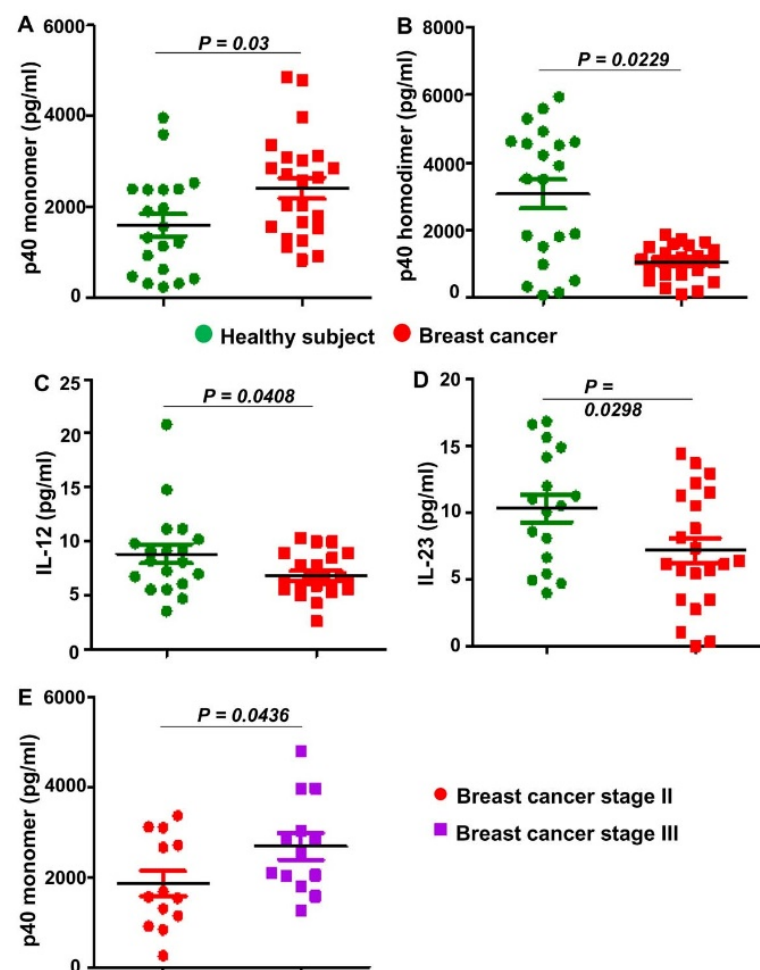 A
6000
4000
2000
0
p40 monomer (pg/ml)
P = 0.03
B
8000
6000
4000
2000
0
p40 homodimer (pg/ml)
P = 0.0229
Healthy subject
Breast cancer
C
25
20
15
10
5
0
IL-12 (pg/ml)
P = 0.0408
D
20
15
10
5
0
IL-23 (pg/ml)
P =
0.0298
E
6000
4000
2000
0
p40 monomer (pg/ml)
P = 0.0436
Breast cancer stage II
Breast cancer stage III